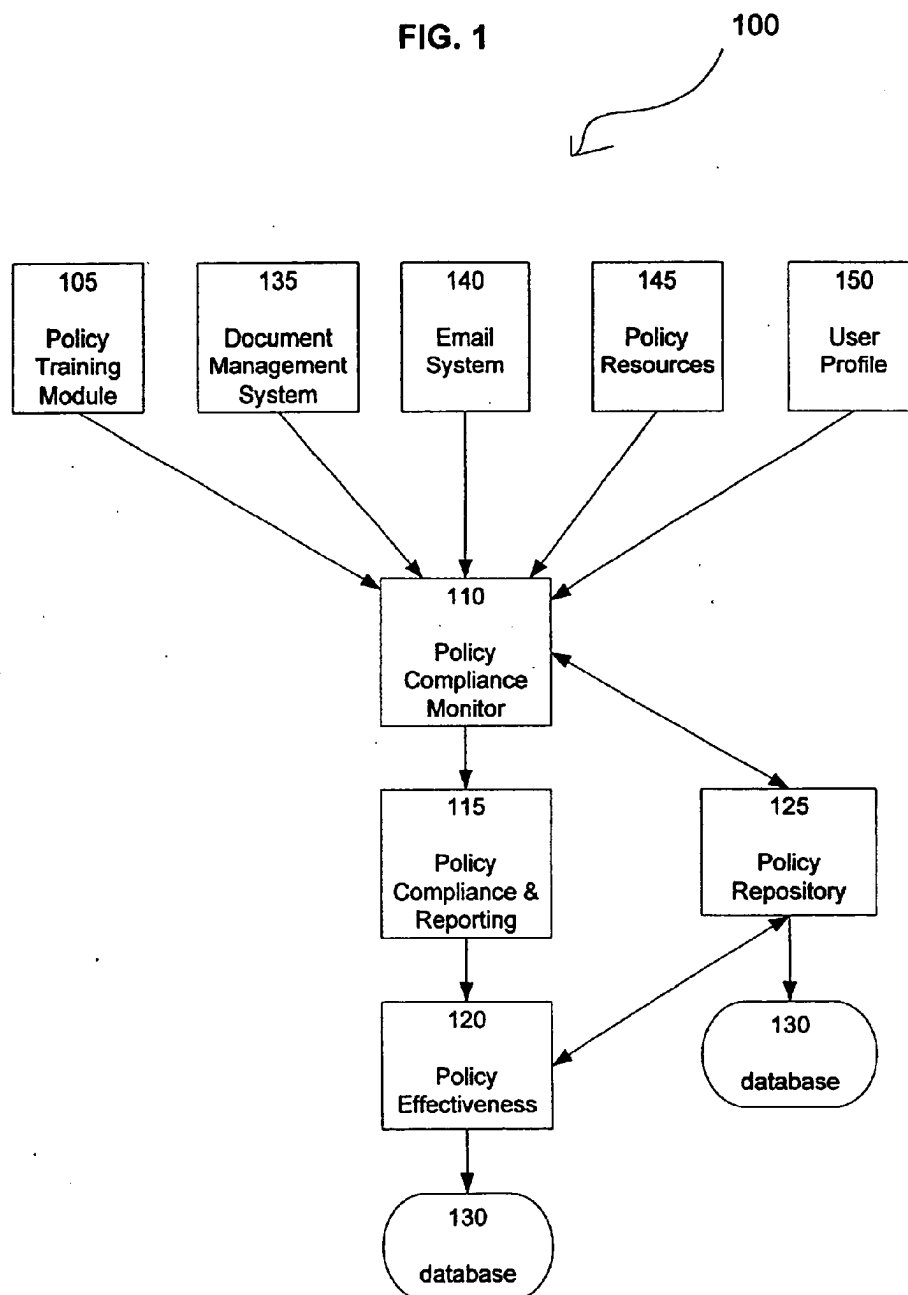 FIG. 1
100
105
Policy
Training
Module
135
Document
Management
System
140
Email
System
145
Policy
Resources
150
User
Profile
110
Policy
Compliance
Monitor
115
Policy
Compliance &
Reporting
125
Policy
Repository
120
Policy
Effectiveness
130
database
130
database